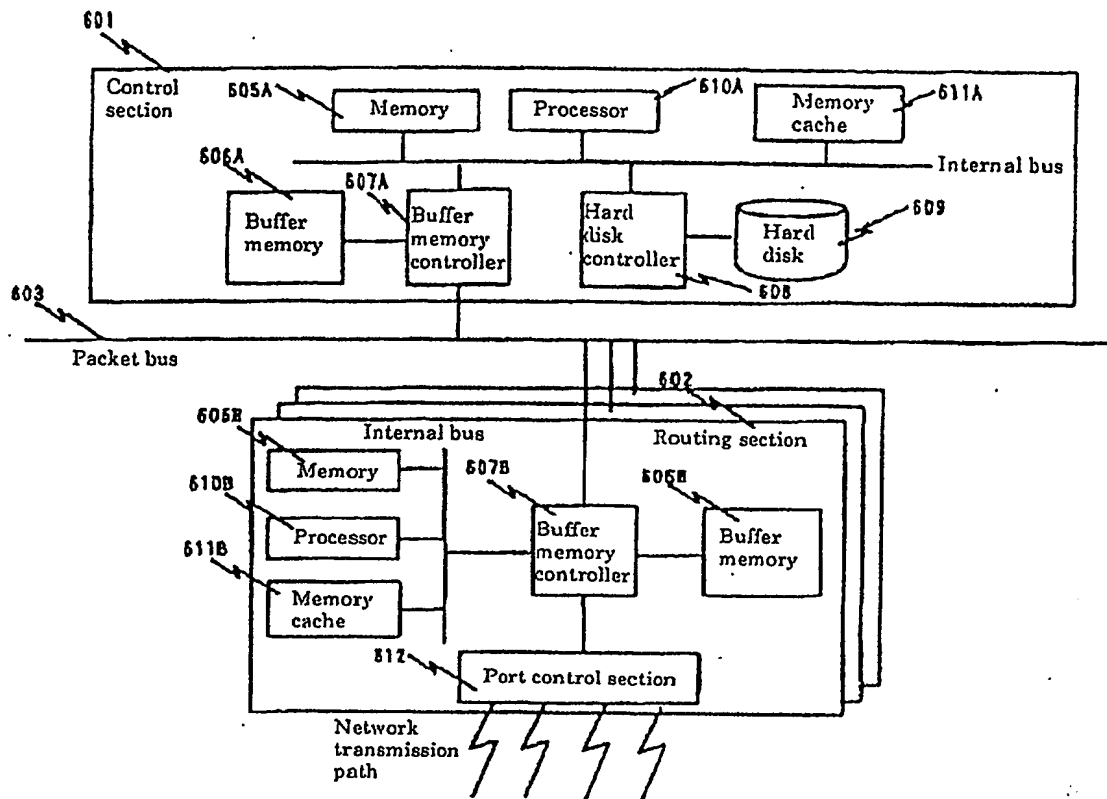 601
Control
section
605A
Memory
610A
Processor
Memory
cache
611A
Internal bus
606A
Buffer
memory
607A
Buffer
memory
controller
Hard
disk
controller
608
Hard
disk
609
603
Packet bus
602
Routing section
605B
Internal bus
Memory
610B
Processor
611B
Memory
cache
607B
Buffer
memory
controller
606B
Buffer
memory
612
Port control section
Network
transmission
path